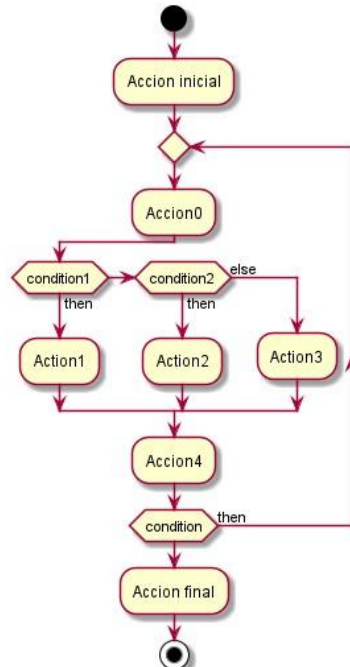 Accion inicial
Accion0
condition1
condition2
else
then
then
Action1
Action2
Action3
Accion4
condition
then
Accion final